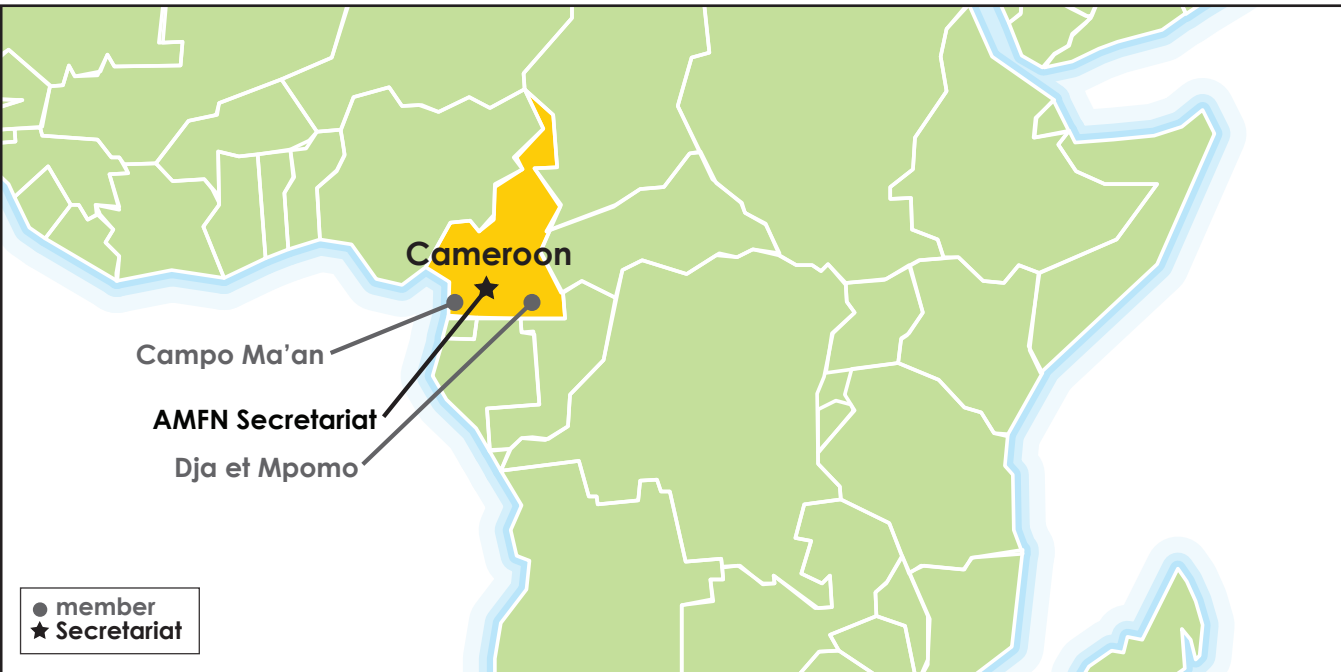 Cameroon
Campo Ma’an
AMFN Secretariat
Dja et Mpomo
member
Secretariat